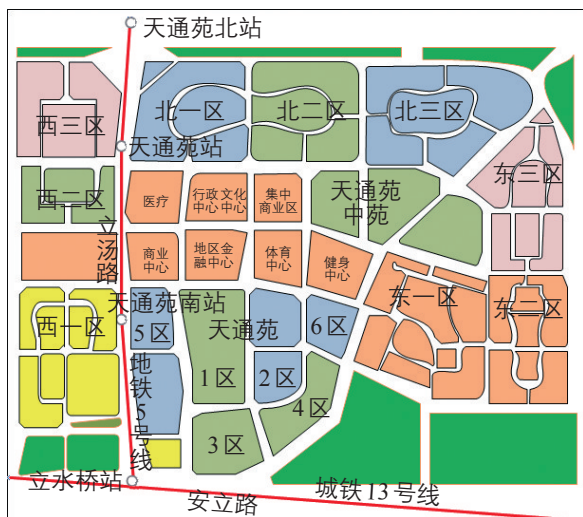 天通苑北站
北一区
北二区
北三区
西三区
天通苑站
东三区
西二区
医疗
行政
中心
文化
中心
集中
商业区
天通苑
中苑
立汤路
商业
中心
地区金
融中心
体育
中心
健身
中心
东一区
东二区
天通苑南站
西一区
5区
天通苑
6区
地铁5号线
1区
2区
4区
3区
立水桥站
安立路
城铁13号线